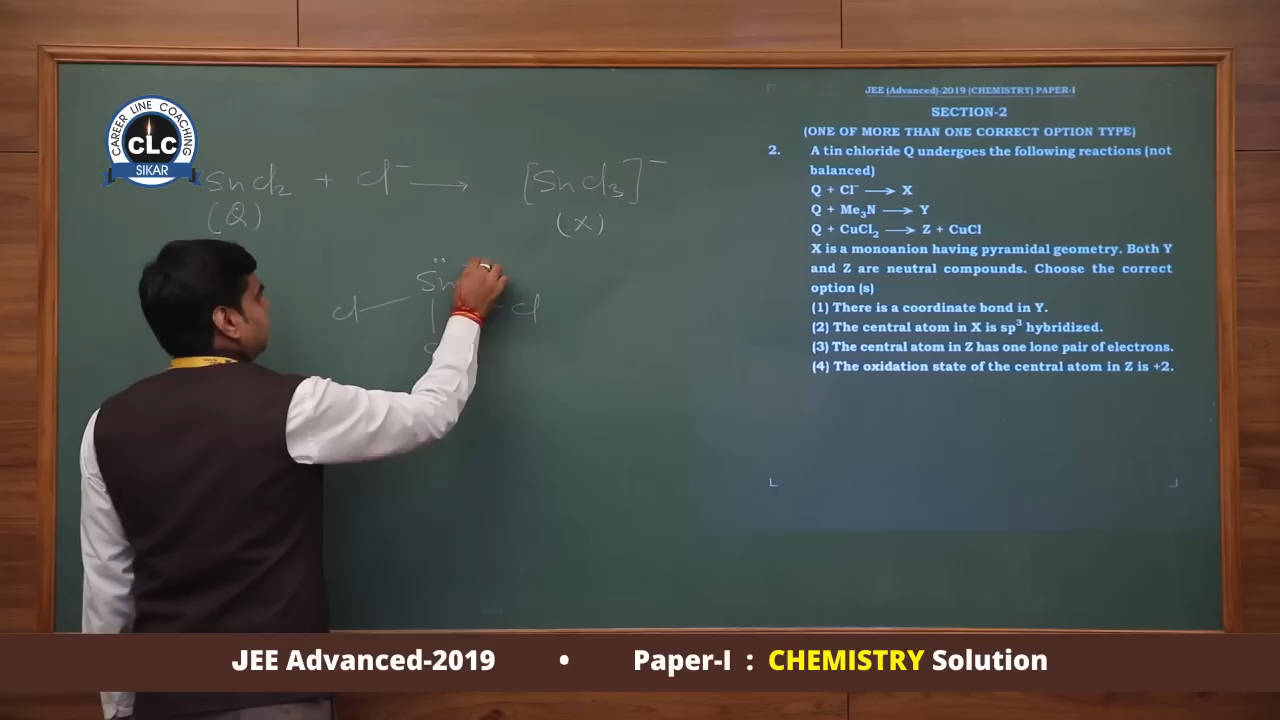 CAREER LINE COACHING
CLC
SIKAR
SnCl₂ + Cl⁻ ⟶ [SnCl₃]⁻
(Q) (X)
Sn
Cl Cl
JEE (Advanced)-2019 (CHEMISTRY) PAPER-I
SECTION-2
(ONE OF MORE THAN ONE CORRECT OPTION TYPE)
2. A tin chloride Q undergoes the following reactions (not
balanced)
Q + Cl⁻ ⟶ X
Q + Me₃N ⟶ Y
Q + CuCl₂ ⟶ Z + CuCl
X is a monoanion having pyramidal geometry. Both Y
and Z are neutral compounds. Choose the correct
option (s)
(1) There is a coordinate bond in Y.
(2) The central atom in X is sp³ hybridized.
(3) The central atom in Z has one lone pair of electrons.
(4) The oxidation state of the central atom in Z is +2.
JEE Advanced-2019 • Paper-I : CHEMISTRY Solution